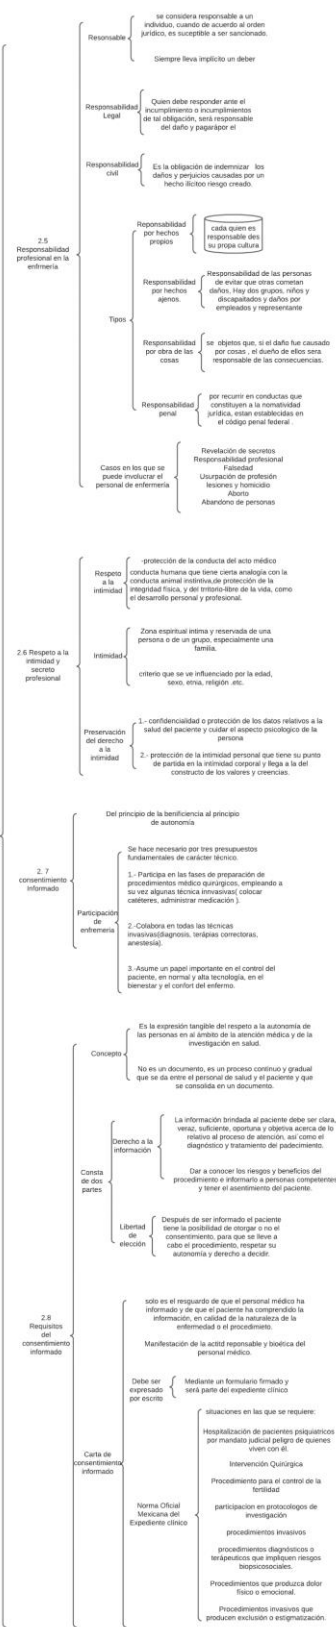 se considera responsable a un
individuo, cuando de acuerdo al orden
jurídico, es suceptible a ser sancionado.
Resonsable
Siempre lleva implícito un deber
Responsabilidad
Legal
Quien debe responder ante el
incumplimiento o incumplimientos
de tal obligación, será responsable
del daño y pagarápor el
Responsabilidad
civil
Es la obligación de indemnizar los
daños y perjuicios causadas por un
hecho illcítoo riesgo creado.
2.5
Responsabilidad
profesional en la
enfrmería
Tipos
Reponsabilidad
por hechos
propios
cada quien es
responsable des
su propa cultura
Responsabilidad
por hechos
ajenos.
Responsabilidad de las personas
de evitar que otras cometan
daños, Hay dos grupos, niños y
discapaitados y daños por
empleados y representante
Responsabilidad
por obra de las
cosas
se objetos que, si el daño fue causado
por cosas , el dueño de ellos sera
responsable de las consecuencias.
Responsabilidad
penal
por recurrir en conductas que
constituyen a la nomatividad
jurídica, estan establecidas en
el código penal federal .
Casos en los que se
puede involucrar el
personal de enfermería
Revelación de secretos
Responsabilidad profesional
Falsedad
Usurpación de profesión
lesiones y homicidio
Aborto
Abandono de personas
2.6 Respeto a la
intimidad y
secreto
profesional
Respeto
a la
intimidad
-protección de la conducta del acto médico
conducta humana que tiene cierta analogía con la
conducta animal instintiva,de protección de la
integridad física, y del tritorio-libre de la vida, como
el desarrollo personal y profesional.
Intimidad
Zona espiritual intima y reservada de una
persona o de un grupo, especialmente una
familia.
criterio que se ve influenciado por la edad,
sexo, etnia, religión .etc.
Preservación
del derecho
a la
intimidad
1.- confidencialidad o protección de los datos relativos a la
salud del paciente y cuidar el aspecto psicologico de la
persona
2.- protección de la intimidad personal que tiene su punto
de partida en la intimidad corporal y llega a la del
constructo de los valores y creencias.
2. 7
consentimiento
Informado
Del principio de la benificiencia al principio
de autonomía
Participación
de
enfremeria
Se hace necesario por tres presupuestos
fundamentales de carácter técnico.
1.- Participa en las fases de preparación de
procedimientos médico quirúrgicos, empleando a
su vez algunas técnica innvasivas( colocar
catéteres, administrar medicación ).
2.-Colabora en todas las técnicas
invasivas(diagnosis, terápias correctoras,
anestesía).
3.-Asume un papel importante en el control del
paciente, en normal y alta tecnología, en el
bienestar y el confort del enfermo.
2.8
Requisitos
del
consentimiento
informado
Concepto
Es la expresión tangible del respeto a la autonomía de
las personas en al ámbito de la atención médica y de la
investigación en salud.
No es un documento, es un proceso continuo y gradual
que se da entre el personal de salud y el paciente y que
se consolida en un documento.
Consta
de dos
partes
Derecho a la
información
La información brindada al paciente debe ser clara,
veraz, suficiente, oportuna y objetiva acerca de lo
relativo al proceso de atención, así como el
diagnóstico y tratamiento del padecimiento.
Dar a conocer los riesgos y beneficios del
procedimiento e informarlo a personas competentes
y tener el asentimiento del paciente.
Libertad
de
elección
Después de ser informado el paciente
tiene la posibilidad de otorgar o no el
consentimiento, para que se lleve a
cabo el procedimiento, respetar su
autonomía y derecho a decidir.
Carta de
consentimiento
informado
solo es el resguardo de que el personal médico ha
informado y de que el paciente ha comprendido la
información, en calidad de la naturaleza de la
enfermedad o el procedimieto.
Manifestación de la actitd reponsable y bioética del
personal médico.
Debe ser
expresado
por escrito
Mediante un formulario firmado y
será parte del expediente clínico
Norma Oficial
Mexicana del
Expediente clínico
situaciones en las que se requiere:
Hospitalización de pacientes psiquiatricos
por mandato judicial peligro de quienes
viven con él.
Intervención Quirúrgica
Procedimiento para el control de la
fertilidad
participacion en protocologos de
investigación
procedimientos invasivos
procedimientos diagnósticos o
terápeuticos que impliquen riesgos
biopsicosociales.
Procedimientos que produzca dolor
físico o emocional.
Procedimientos invasivos que
producen exclusión o estigmatización.